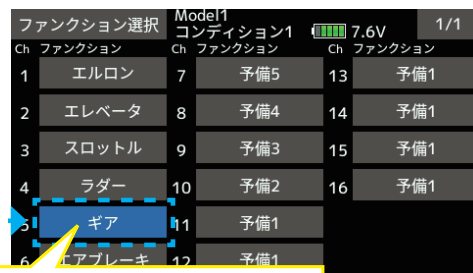 ファンクション選択 Model1 コンディション1 7.6V 1/1
Ch ファンクション Ch ファンクション Ch ファンクション
1 エルロン 7 予備5 13 予備1
2 エレベータ 8 予備4 14 予備1
3 スロットル 9 予備3 15 予備1
4 ラダー 10 予備2 16 予備1
5 ギア 11 予備1
6 エアブレーキ 12 予備1